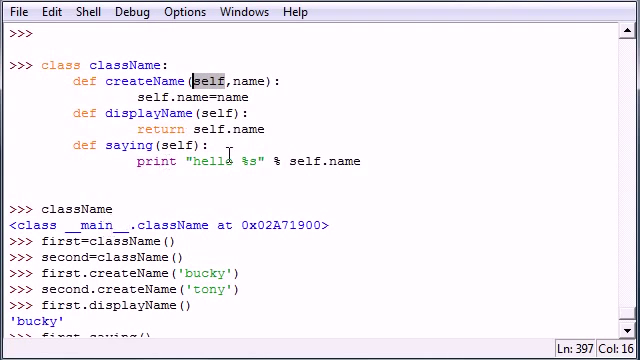 File Edit Shell Debug Options Windows Help
>>>
>>> class className:
def createName(self,name):
self.name=name
def displayName(self):
return self.name
def saying(self):
print "hello %s" % self.name
>>> className
<class __main__.className at 0x02A71900>
>>> first=className()
>>> second=className()
>>> first.createName('bucky')
>>> second.createName('tony')
>>> first.displayName()
'bucky'
>>> first.saying()
Ln: 397 Col: 16